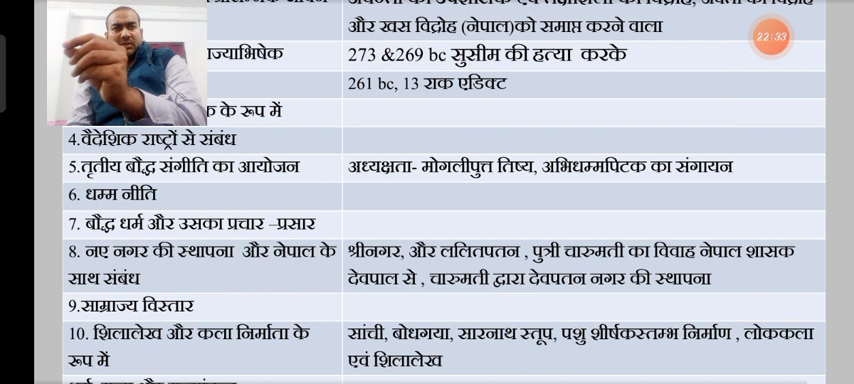 और खस विद्रोह (नेपाल)को समाप्त करने वाला
22:33
273 &269 bc सुसीम की हत्या करके
261 bc, 13 राक एडिक्ट
के रूप में
4.वैदेशिक राष्ट्रों से संबंध
5.तृतीय बौद्ध संगीति का आयोजन
अध्यक्षता- मोगलीपुत्त तिष्य, अभिधम्मपिटक का संगायन
6. धम्म नीति
7. बौद्ध धर्म और उसका प्रचार –प्रसार
8. नए नगर की स्थापना और नेपाल के
साथ संबंध
श्रीनगर, और ललितपतन , पुत्री चारुमती का विवाह नेपाल शासक
देवपाल से , चारुमती द्वारा देवपतन नगर की स्थापना
9.साम्राज्य विस्तार
10. शिलालेख और कला निर्माता के
रूप में
सांची, बोधगया, सारनाथ स्तूप, पशु शीर्षकस्तम्भ निर्माण , लोककला
एवं शिलालेख